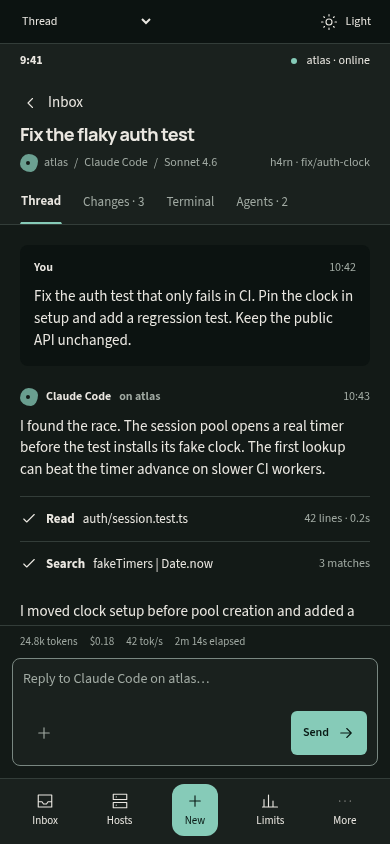 Thread
Light
9:41
atlas · online
Inbox
Fix the flaky auth test
atlas / Claude Code / Sonnet 4.6
h4rn · fix/auth-clock
Thread
Changes · 3
Terminal
Agents · 2
You
10:42
Fix the auth test that only fails in CI. Pin the clock in
setup and add a regression test. Keep the public
API unchanged.
Claude Code on atlas
10:43
I found the race. The session pool opens a real timer
before the test installs its fake clock. The first lookup
can beat the timer advance on slower CI workers.
Read auth/session.test.ts
42 lines · 0.2s
Search fakeTimers | Date.now
3 matches
I moved clock setup before pool creation and added a
24.8k tokens
$0.18
42 tok/s
2m 14s elapsed
Reply to Claude Code on atlas…
Send
Inbox
Hosts
New
Limits
More